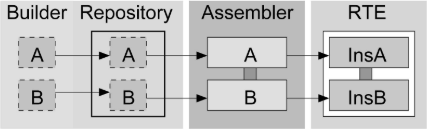 Builder Repository Assembler RTE
A A A InsA
B B B InsB